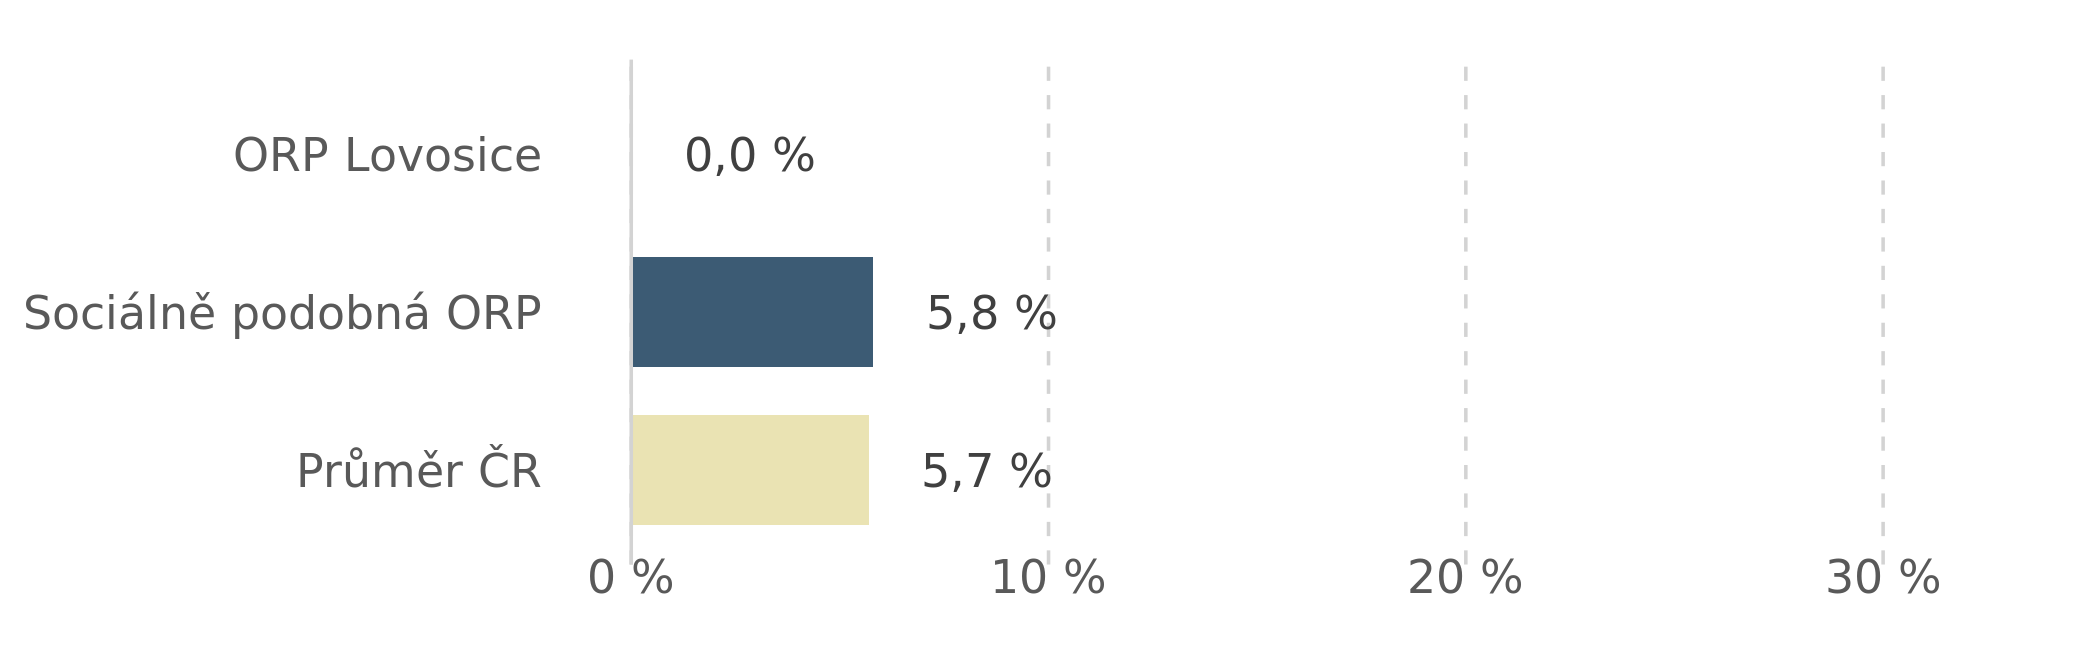 ORP Lovosice 0,0 %
Sociálně podobná ORP 5,8 %
Průměr ČR 5,7 %
0 % 10 % 20 % 30 %